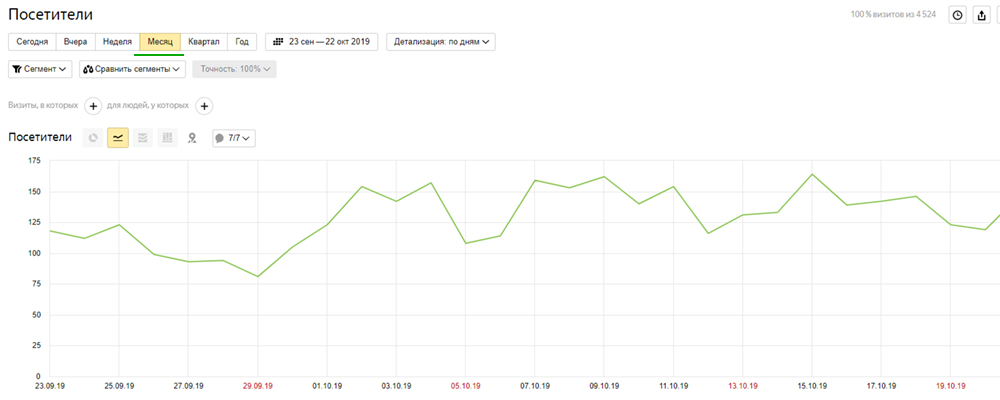 Посетители
100 % визитов из 4 524
Сегодня Вчера Неделя Месяц Квартал Год 23 сен — 22 окт 2019 Детализация: по дням
Сегмент Сравнить сегменты Точность: 100%
Визиты, в которых + для людей, у которых +
Посетители 7/7
175
150
125
100
75
50
25
0
23.09.19 25.09.19 27.09.19 29.09.19 01.10.19 03.10.19 05.10.19 07.10.19 09.10.19 11.10.19 13.10.19 15.10.19 17.10.19 19.10.19